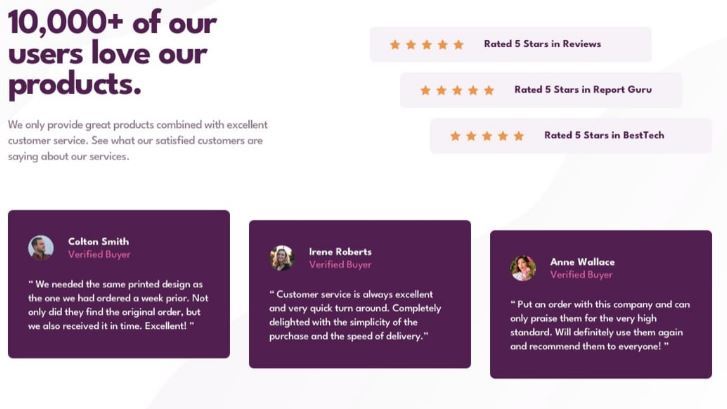 10,000+ of our
users love our
products.
We only provide great products combined with excellent
customer service. See what our satisfied customers are
saying about our services.
Rated 5 Stars in Reviews
Rated 5 Stars in Report Guru
Rated 5 Stars in BestTech
Colton Smith
Verified Buyer
“ We needed the same printed design as
the one we had ordered a week prior. Not
only did they find the original order, but
we also received it in time. Excellent! ”
Irene Roberts
Verified Buyer
“ Customer service is always excellent
and very quick turn around. Completely
delighted with the simplicity of the
purchase and the speed of delivery.”
Anne Wallace
Verified Buyer
“ Put an order with this company and can
only praise them for the very high
standard. Will definitely use them again
and recommend them to everyone! ”